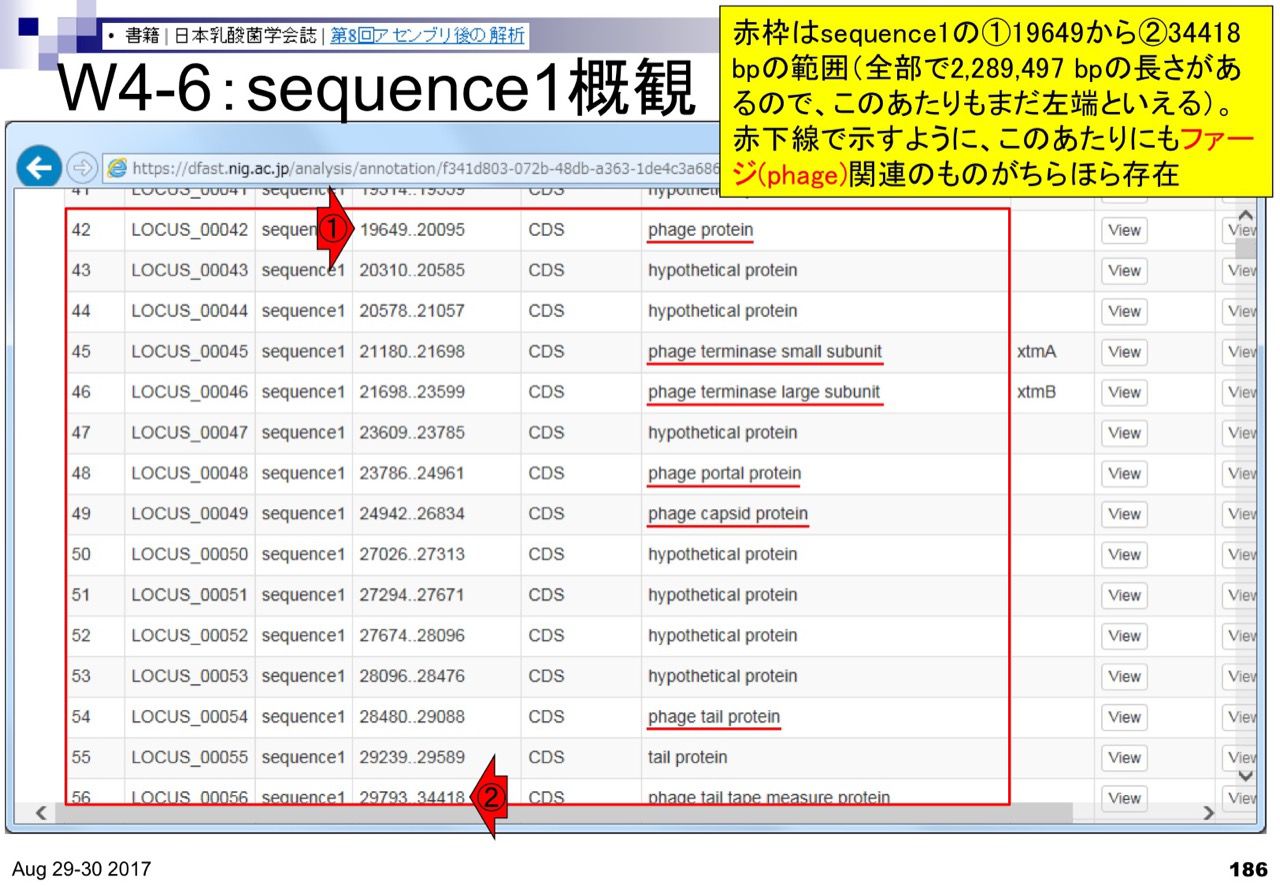 • 書籍 | 日本乳酸菌学会誌 | 第8回アセンブリ後の解析
W4-6：sequence1概観
赤枠はsequence1の①19649から②34418
bpの範囲（全部で2,289,497 bpの長さがあ
るので、このあたりもまだ左端といえる）。
赤下線で示すように、このあたりにもファー
ジ(phage)関連のものがちらほら存在
https://dfast.nig.ac.jp/analysis/annotation/f341d803-072b-48db-a363-1de4c3a686
41 LOCUS_00041 sequence1 19314..19559 CDS
42 LOCUS_00042 sequen ① 19649..20095 CDS phage protein View View
43 LOCUS_00043 sequence1 20310..20585 CDS hypothetical protein View View
44 LOCUS_00044 sequence1 20578..21057 CDS hypothetical protein View View
45 LOCUS_00045 sequence1 21180..21698 CDS phage terminase small subunit xtmA View View
46 LOCUS_00046 sequence1 21698..23599 CDS phage terminase large subunit xtmB View View
47 LOCUS_00047 sequence1 23609..23785 CDS hypothetical protein View View
48 LOCUS_00048 sequence1 23786..24961 CDS phage portal protein View View
49 LOCUS_00049 sequence1 24942..26834 CDS phage capsid protein View View
50 LOCUS_00050 sequence1 27026..27313 CDS hypothetical protein View View
51 LOCUS_00051 sequence1 27294..27671 CDS hypothetical protein View View
52 LOCUS_00052 sequence1 27674..28096 CDS hypothetical protein View View
53 LOCUS_00053 sequence1 28096..28476 CDS hypothetical protein View View
54 LOCUS_00054 sequence1 28480..29088 CDS phage tail protein View View
55 LOCUS_00055 sequence1 29239..29589 CDS tail protein View View
56 LOCUS_00056 sequence1 29793..34418 ② CDS phage tail tape measure protein View View
Aug 29-30 2017
186